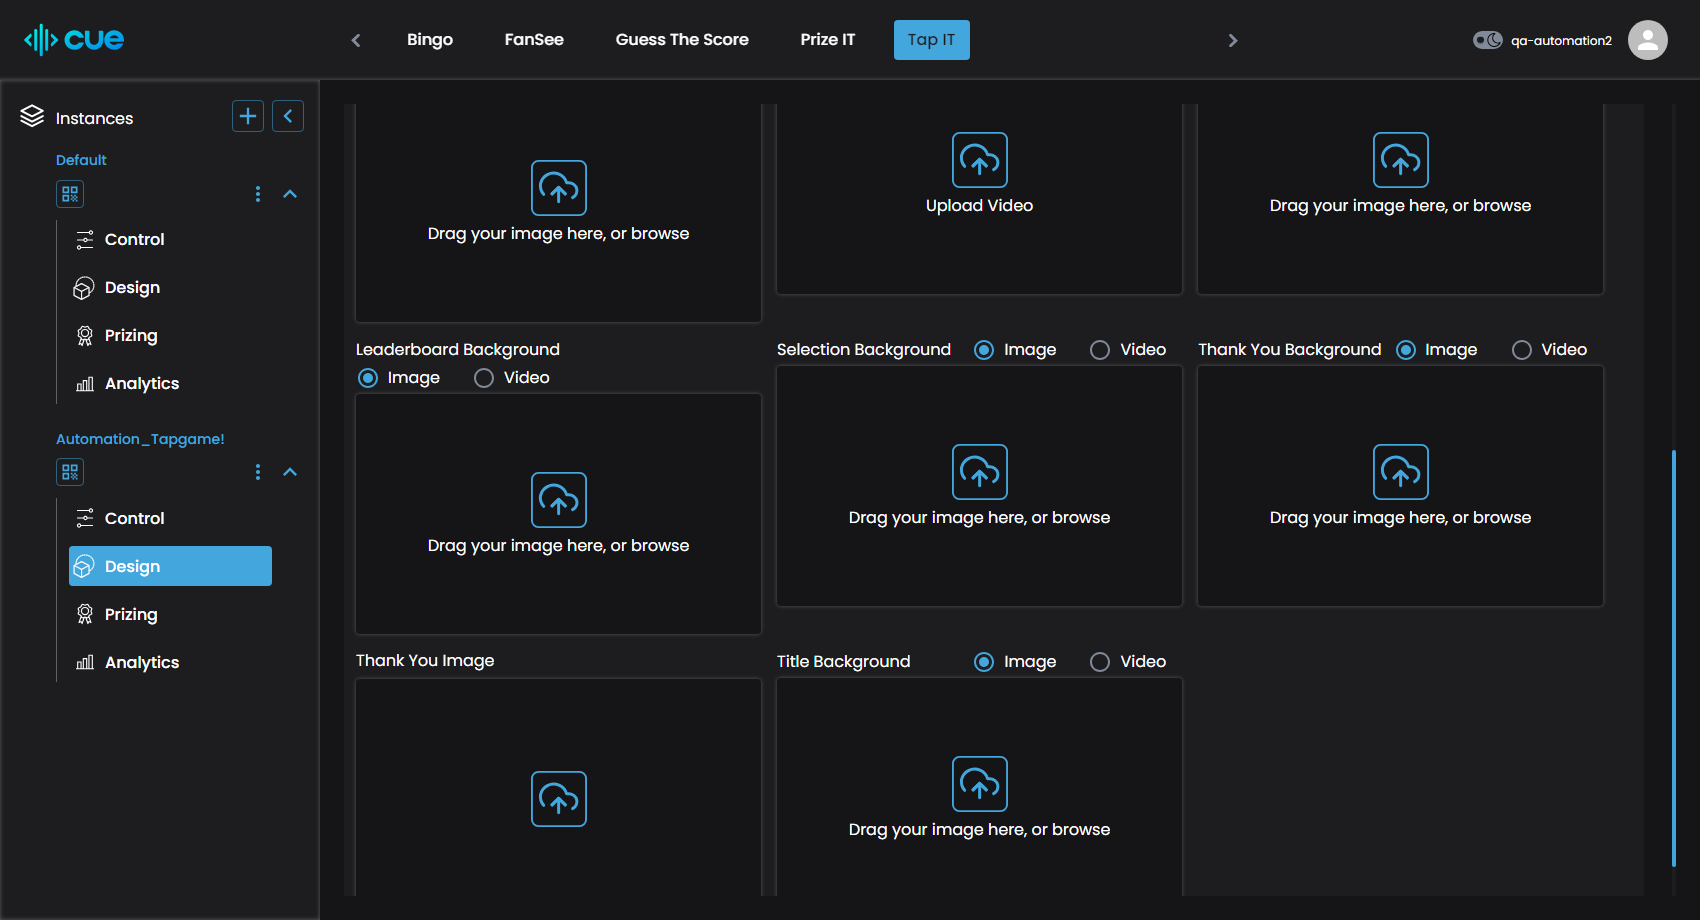 cue
Bingo
FanSee
Guess The Score
Prize IT
Tap IT
qa-automation2
Instances
Default
Control
Design
Prizing
Analytics
Automation_Tapgame!
Control
Design
Prizing
Analytics
Drag your image here, or browse
Upload Video
Drag your image here, or browse
Leaderboard Background
Image Video
Drag your image here, or browse
Selection Background Image Video
Drag your image here, or browse
Thank You Background Image Video
Drag your image here, or browse
Thank You Image
Title Background Image Video
Drag your image here, or browse